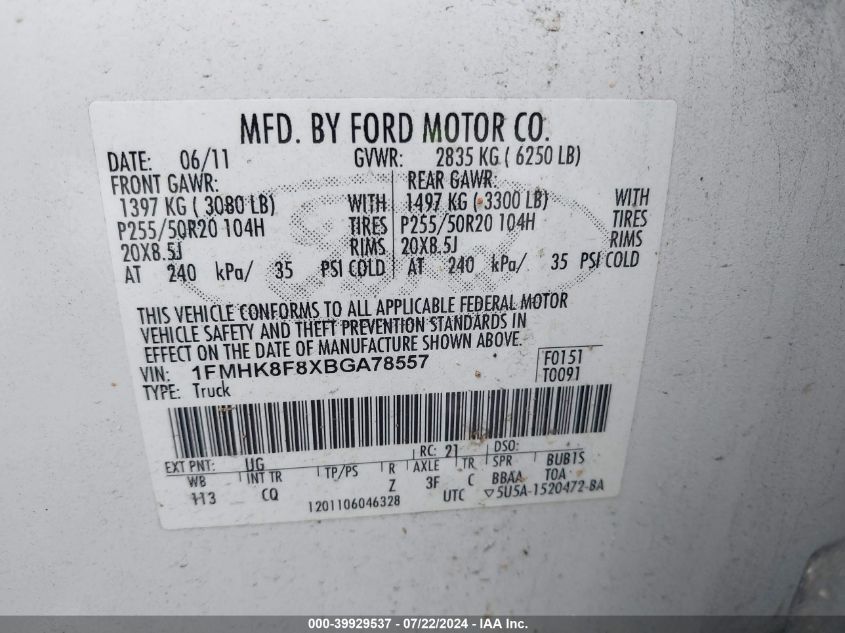 MFD. BY FORD MOTOR CO.
DATE: 06/11 GVWR: 2835 KG ( 6250 LB)
FRONT GAWR: REAR GAWR:
1397 KG ( 3080 LB) WITH 1497 KG ( 3300 LB) WITH
P255/50R20 104H TIRES P255/50R20 104H TIRES
20X8.5J RIMS 20X8.5J RIMS
AT 240 kPa/ 35 PSI COLD AT 240 kPa/ 35 PSI COLD
THIS VEHICLE CONFORMS TO ALL APPLICABLE FEDERAL MOTOR
VEHICLE SAFETY AND THEFT PREVENTION STANDARDS IN
EFFECT ON THE DATE OF MANUFACTURE SHOWN ABOVE.
VIN: 1FMHK8F8XBGA78557 F0151
TYPE: Truck T0091
EXT PNT: UG RC: 21 DSO:
WB INT TR TP/PS R AXLE TR SPR BUB1S
113 CQ Z 3F C BBAA TOA
1201106046328 UTC ▽5U5A-1520472-BA
000-39929537 - 07/22/2024 - IAA Inc.